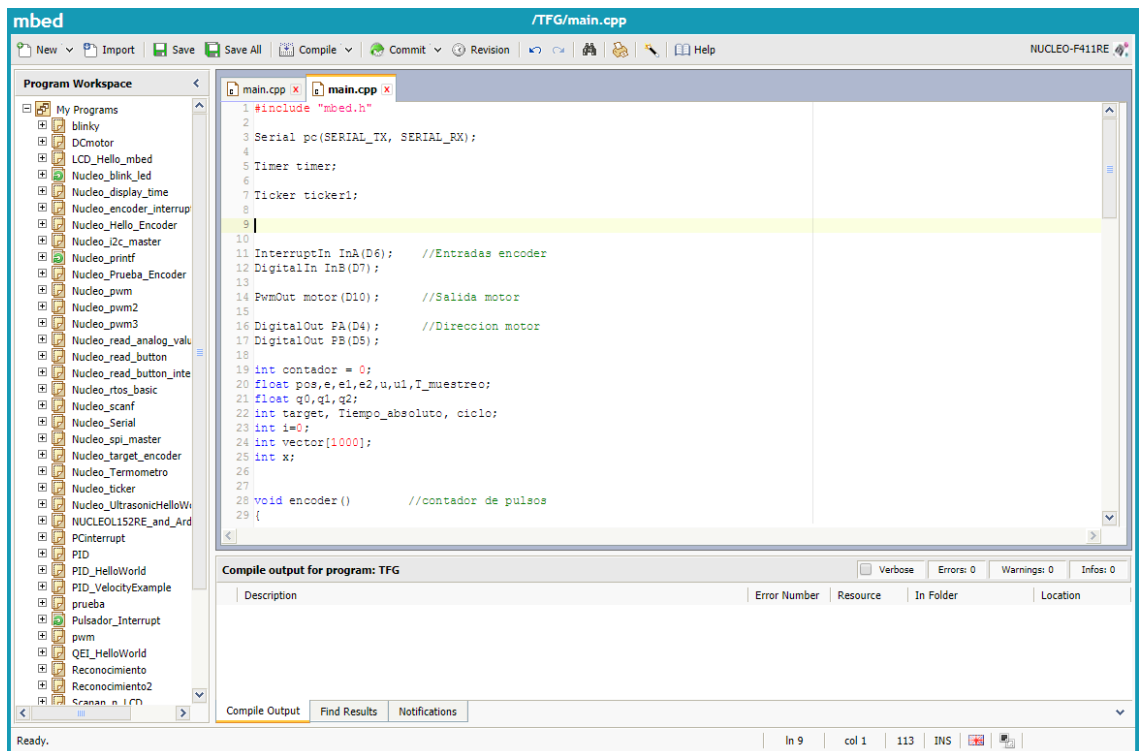 mbed /TFG/main.cpp
New Import Save Save All Compile Commit Revision Help NUCLEO-F411RE
Program Workspace
My Programs
blinky
DCmotor
LCD_Hello_mbed
Nucleo_blink_led
Nucleo_display_time
Nucleo_encoder_interrup
Nucleo_Hello_Encoder
Nucleo_i2c_master
Nucleo_printf
Nucleo_Prueba_Encoder
Nucleo_pwm
Nucleo_pwm2
Nucleo_pwm3
Nucleo_read_analog_valu
Nucleo_read_button
Nucleo_read_button_inte
Nucleo_rtos_basic
Nucleo_scanf
Nucleo_Serial
Nucleo_spi_master
Nucleo_target_encoder
Nucleo_Termometro
Nucleo_ticker
Nucleo_UltrasonicHelloW
NUCLEOL152RE_and_Ard
PCinterrupt
PID
PID_HelloWorld
PID_VelocityExample
prueba
Pulsador_Interrupt
pwm
QEI_HelloWorld
Reconocimiento
Reconocimiento2
main.cpp x main.cpp x
1 #include "mbed.h"
2
3 Serial pc(SERIAL_TX, SERIAL_RX);
4
5 Timer timer;
6
7 Ticker ticker1;
8
9
10
11 InterruptIn InA(D6); //Entradas encoder
12 DigitalIn InB(D7);
13
14 PwmOut motor(D10); //Salida motor
15
16 DigitalOut PA(D4); //Direccion motor
17 DigitalOut PB(D5);
18
19 int contador = 0;
20 float pos,e,e1,e2,u,u1,T_muestreo;
21 float q0,q1,q2;
22 int target, Tiempo_absoluto, ciclo;
23 int i=0;
24 int vector[1000];
25 int x;
26
27
28 void encoder() //contador de pulsos
29 {
Compile output for program: TFG Verbose Errors: 0 Warnings: 0 Infos: 0
Description Error Number Resource In Folder Location
Compile Output Find Results Notifications
Ready. ln 9 col 1 113 INS